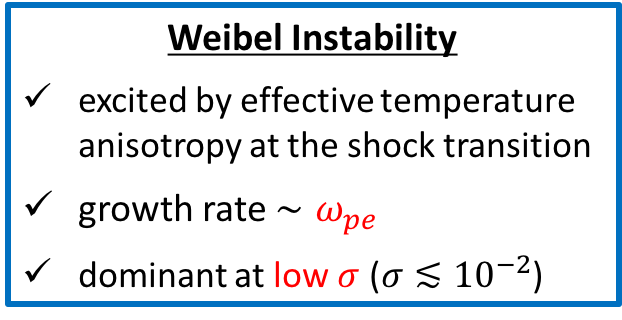 Weibel Instability
✓ excited by effective temperature
anisotropy at the shock transition
✓ growth rate ~ ωpe
✓ dominant at low σ (σ ≲ 10⁻²)